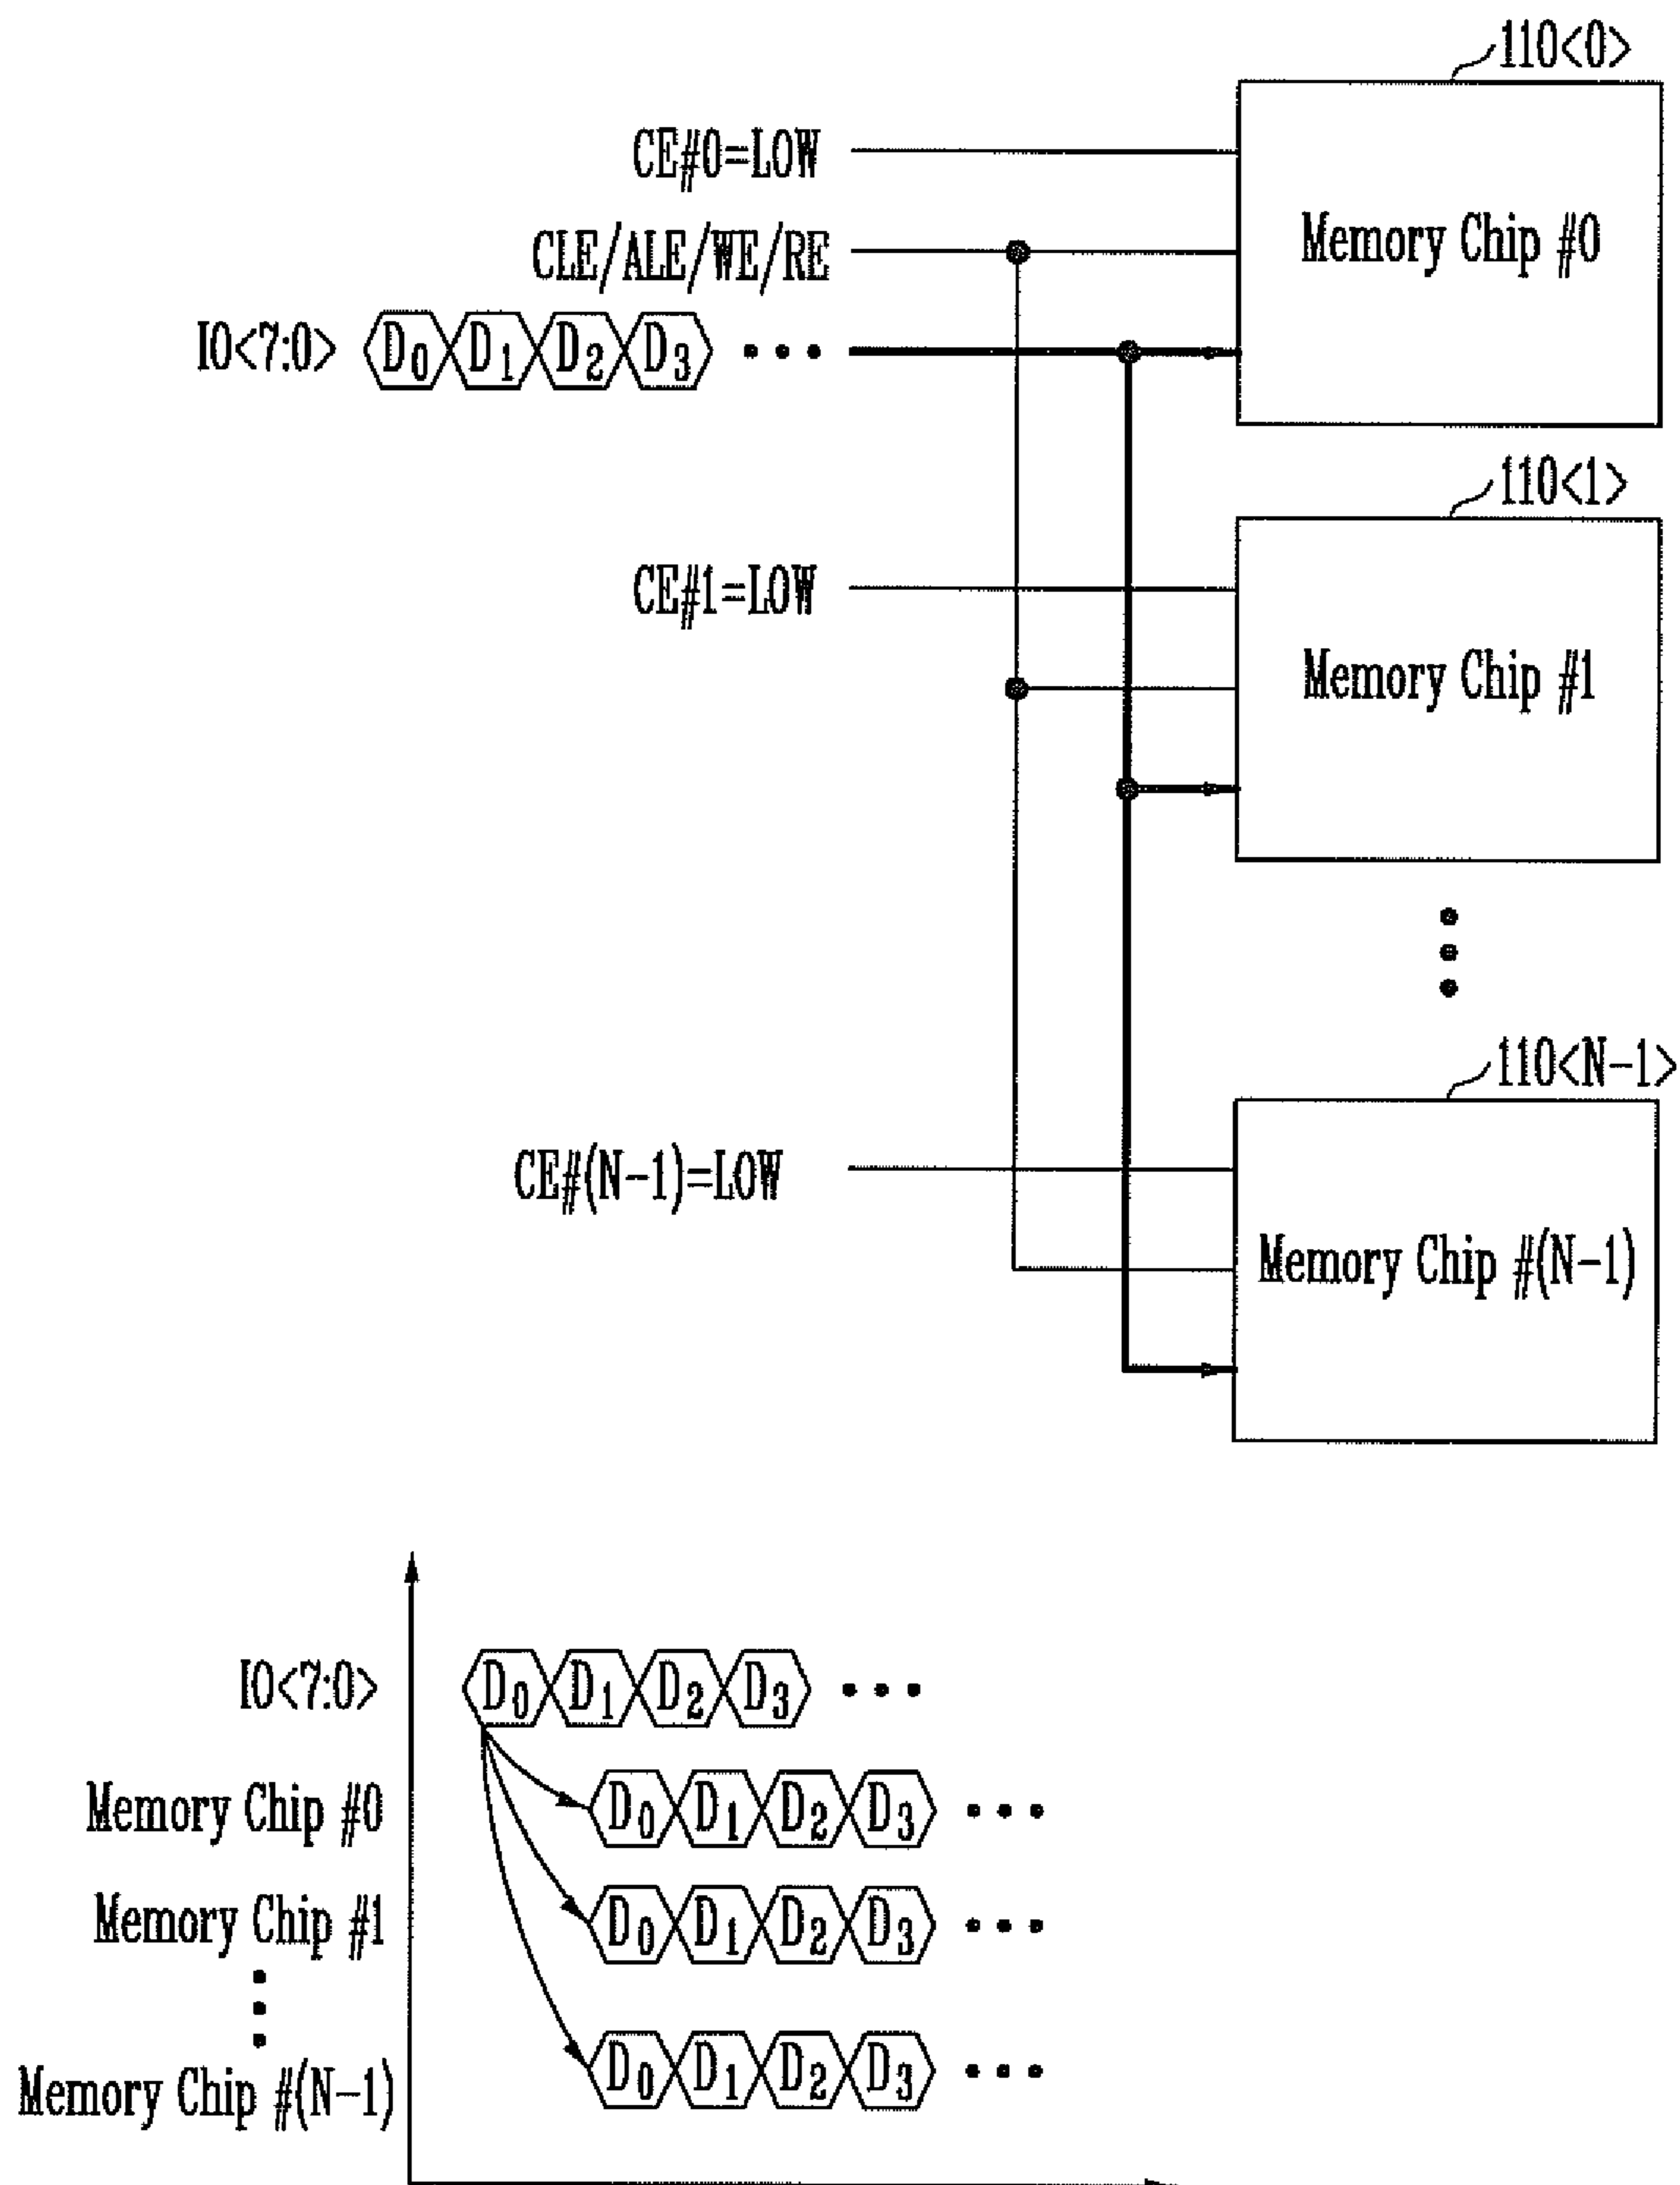 110<0>
CE#0=LOW
CLE/ALE/WE/RE
Memory Chip #0
IO<7:0> D0 D1 D2 D3 •••
110<1>
CE#1=LOW
Memory Chip #1
110<N-1>
CE#(N-1)=LOW
Memory Chip #(N-1)
IO<7:0> D0 D1 D2 D3 •••
Memory Chip #0 D0 D1 D2 D3 •••
Memory Chip #1 D0 D1 D2 D3 •••
Memory Chip #(N-1) D0 D1 D2 D3 •••